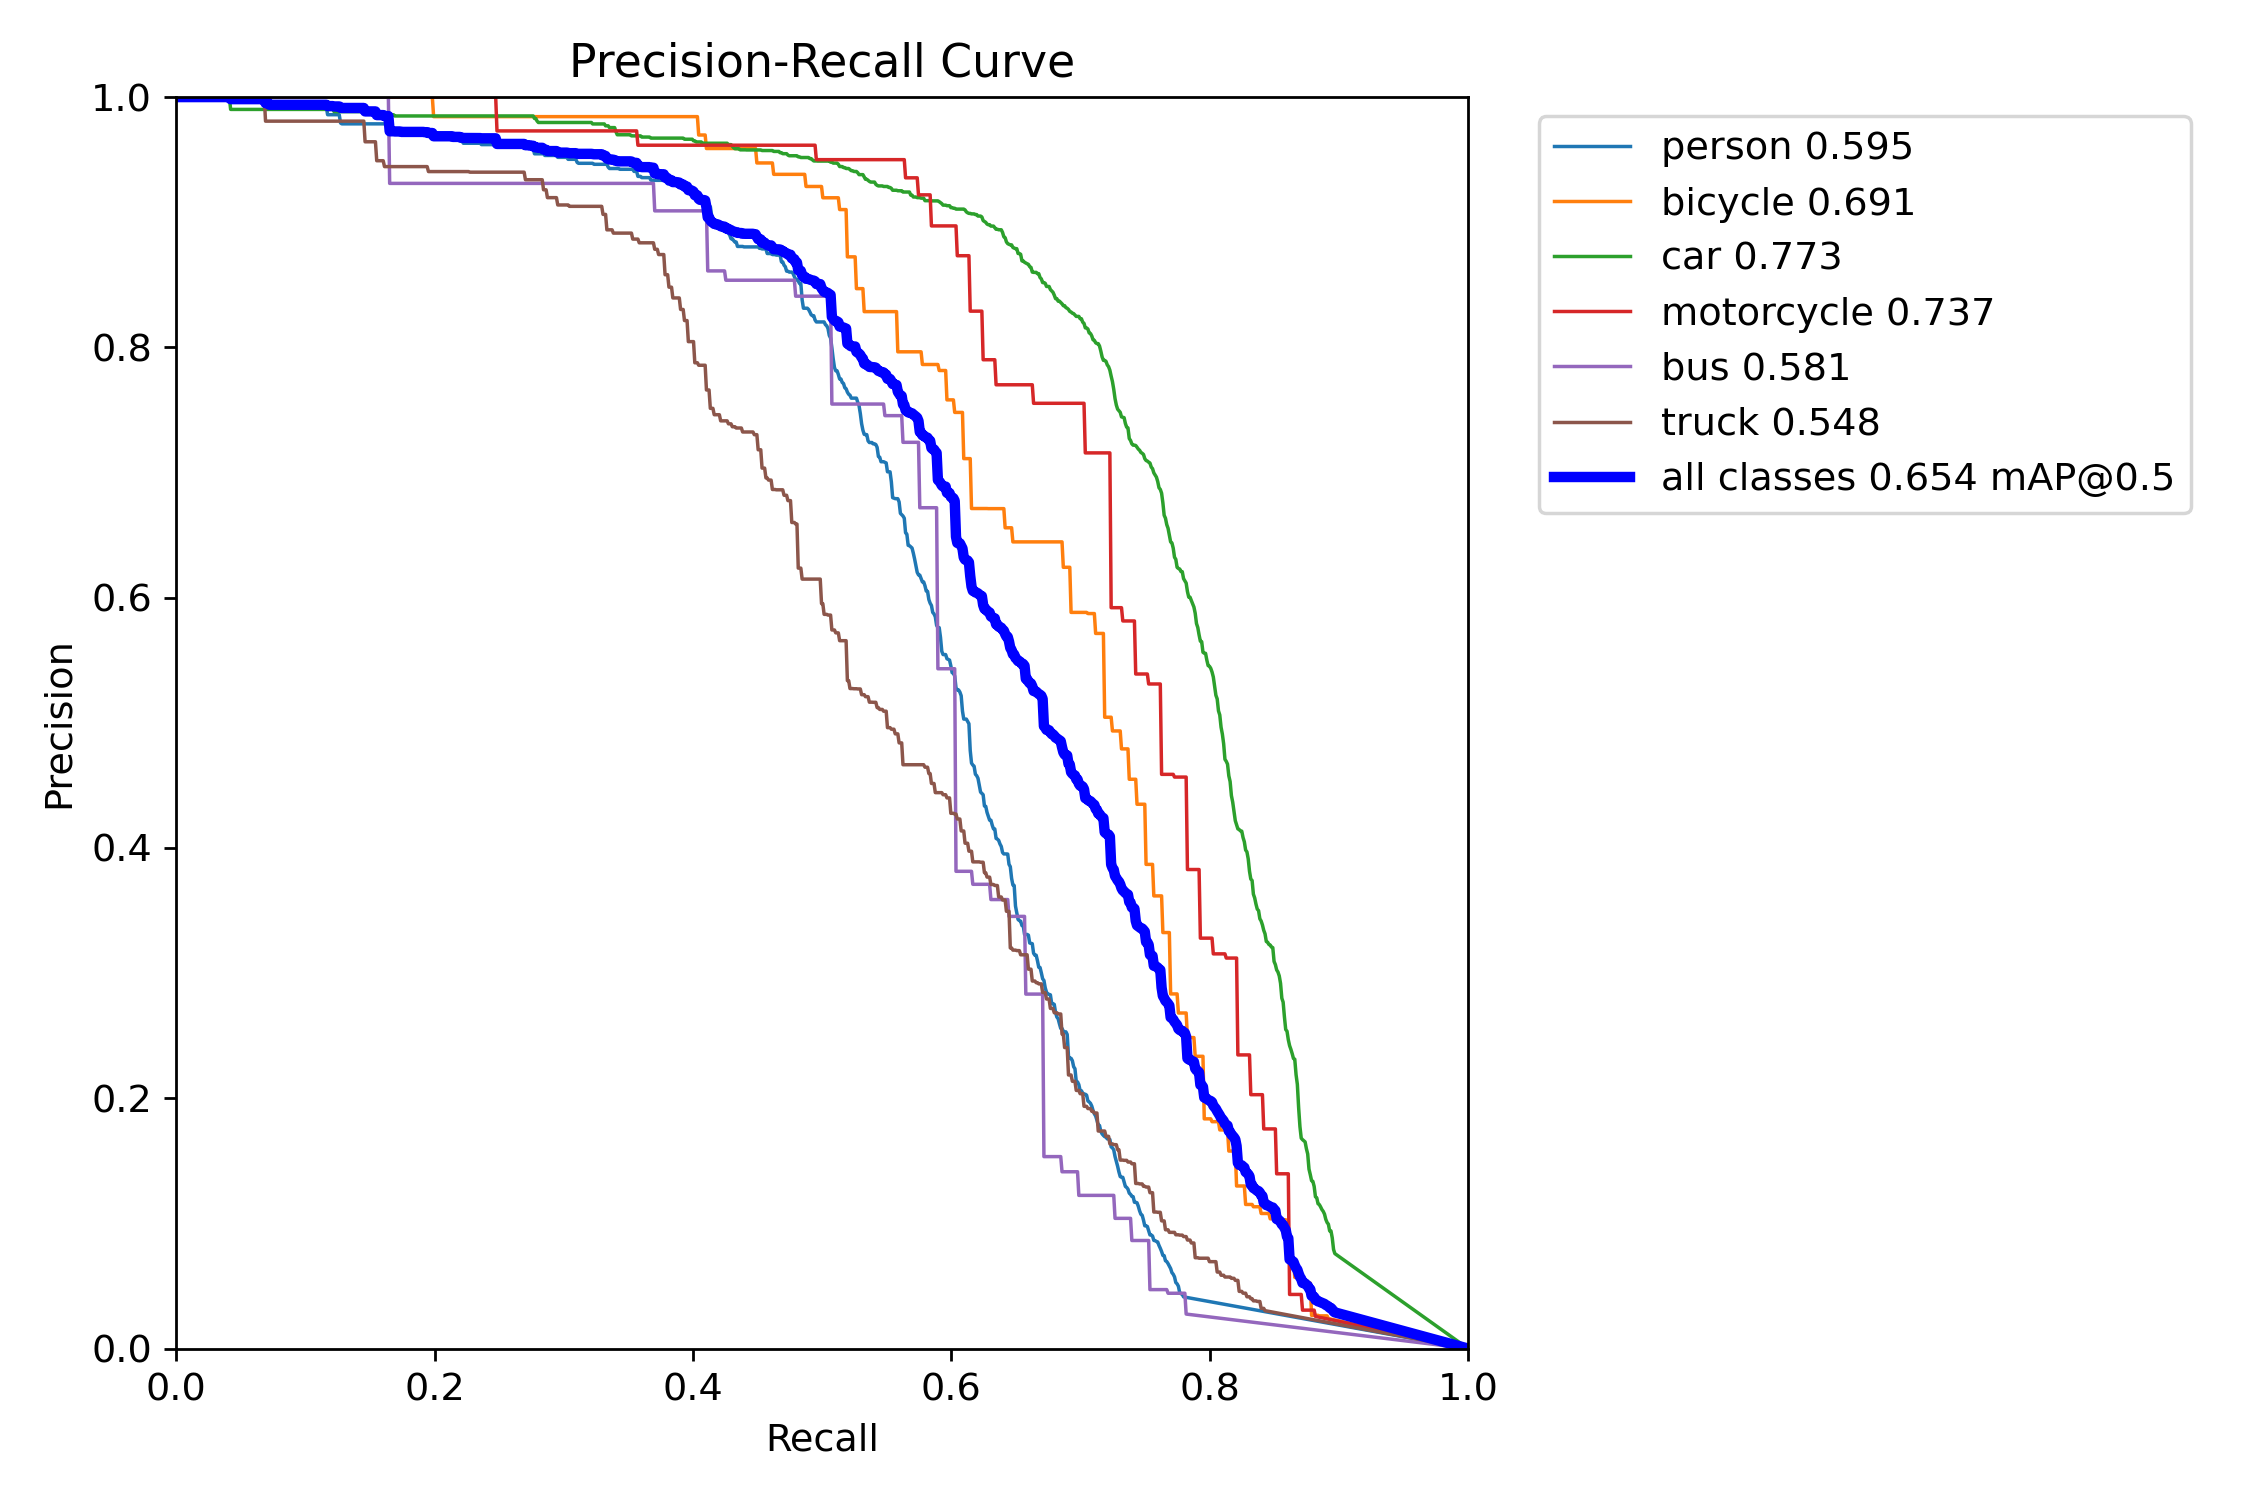 Precision-Recall Curve
1.0
0.8
0.6
0.4
0.2
0.0
Precision
0.0 0.2 0.4 0.6 0.8 1.0
Recall
person 0.595
bicycle 0.691
car 0.773
motorcycle 0.737
bus 0.581
truck 0.548
all classes 0.654 mAP@0.5